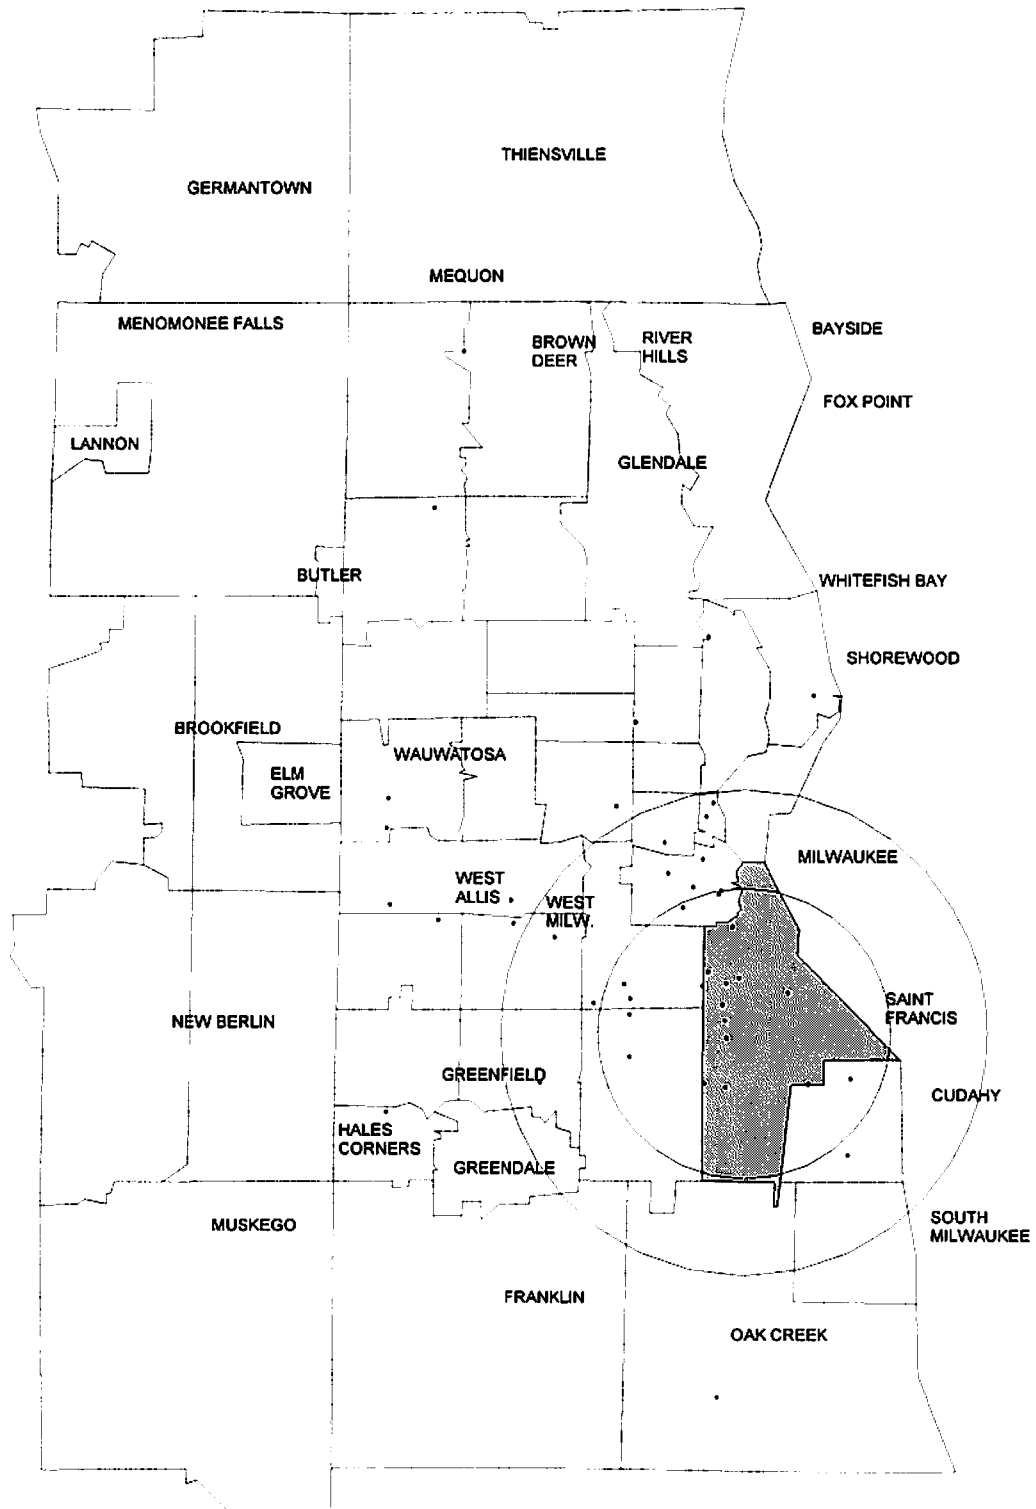 THIENSVILLE
GERMANTOWN
MEQUON
MENOMONEE FALLS
BAYSIDE
BROWN
DEER
RIVER
HILLS
FOX POINT
LANNON
GLENDALE
BUTLER
WHITEFISH BAY
SHOREWOOD
BROOKFIELD
WAUWATOSA
ELM
GROVE
MILWAUKEE
WEST
ALLIS
WEST
MILW.
SAINT
FRANCIS
NEW BERLIN
GREENFIELD
CUDAHY
HALES
CORNERS
GREENDALE
MUSKEGO
SOUTH
MILWAUKEE
FRANKLIN
OAK CREEK